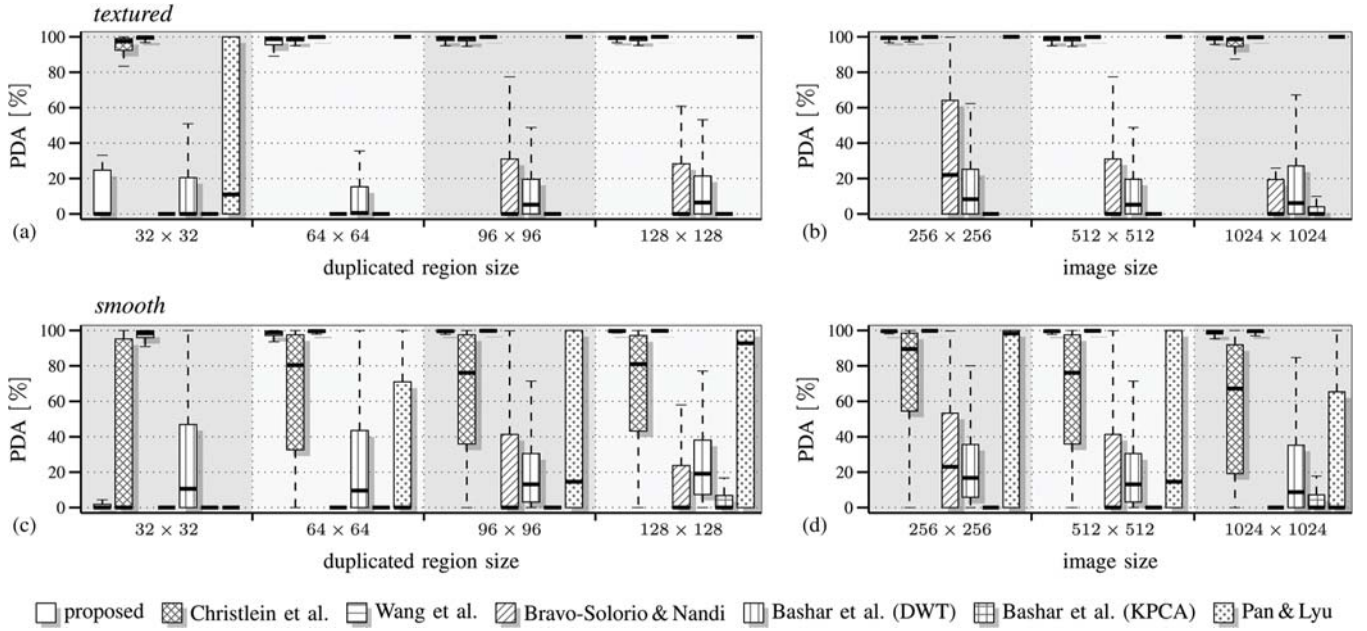 textured
PDA [%]
100
80
60
40
20
0
(a)
32 × 32
64 × 64
96 × 96
128 × 128
duplicated region size
PDA [%]
100
80
60
40
20
0
(b)
256 × 256
512 × 512
1024 × 1024
image size
smooth
PDA [%]
100
80
60
40
20
0
(c)
32 × 32
64 × 64
96 × 96
128 × 128
duplicated region size
PDA [%]
100
80
60
40
20
0
(d)
256 × 256
512 × 512
1024 × 1024
image size
proposed Christlein et al. Wang et al. Bravo-Solorio & Nandi Bashar et al. (DWT) Bashar et al. (KPCA) Pan & Lyu